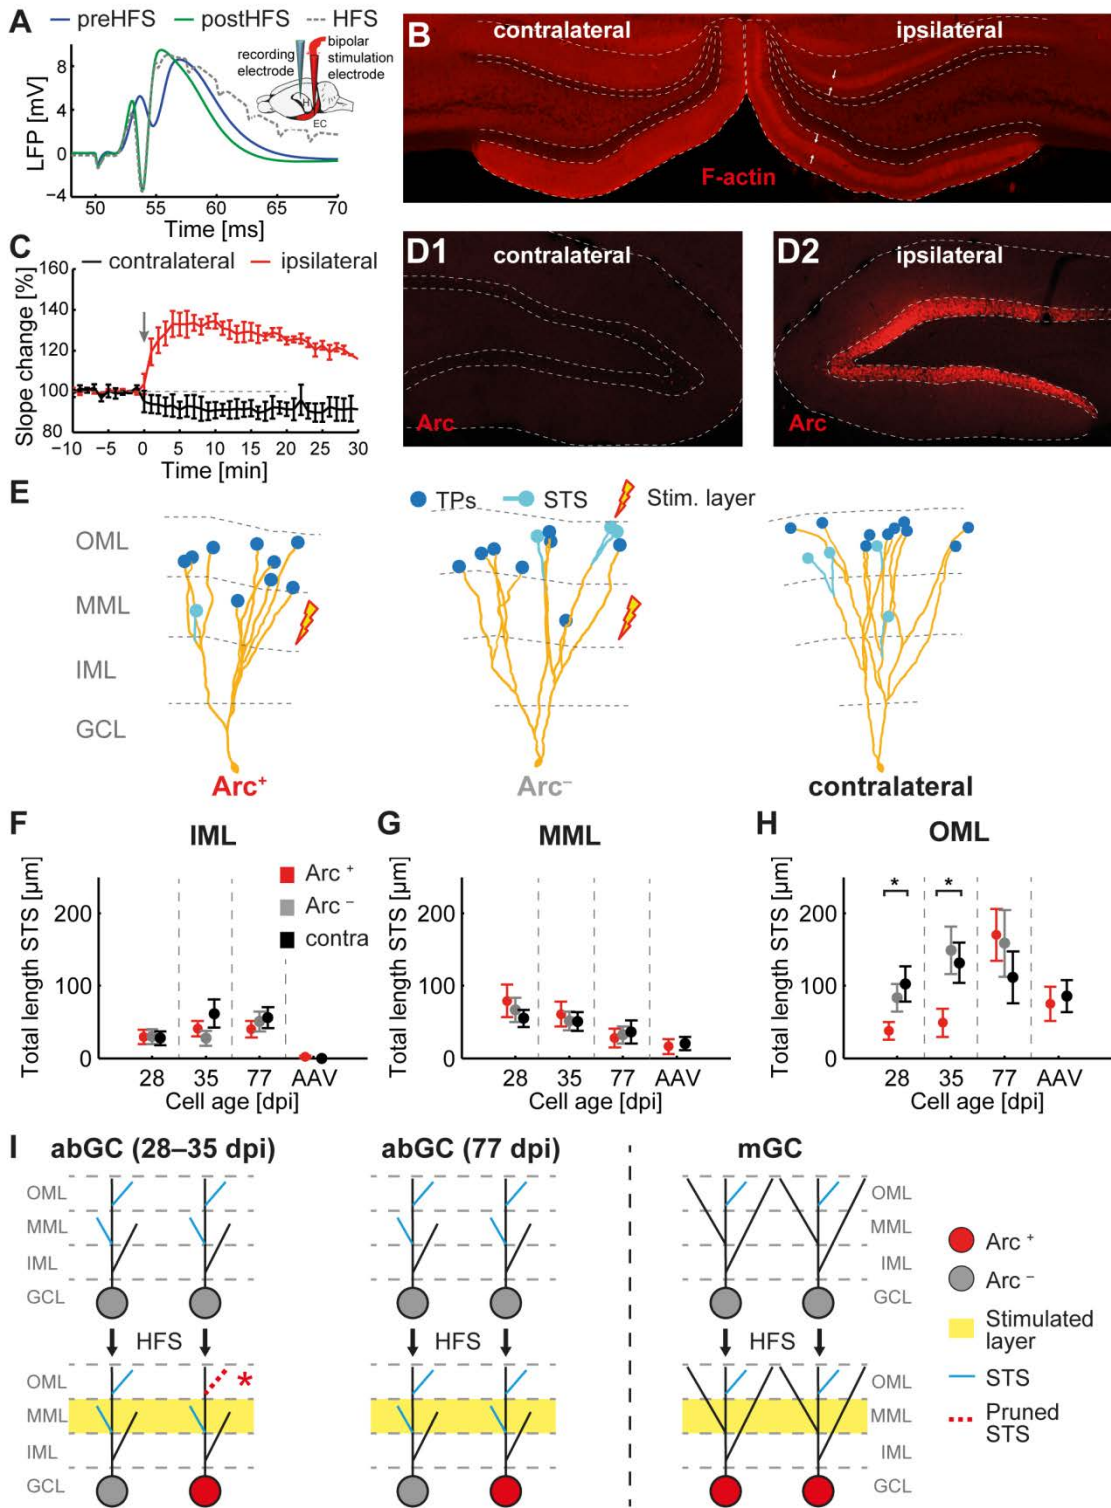 A
preHFS
postHFS
HFS
8
4
0
−4
LFP [mV]
50
55
60
65
70
Time [ms]
recording
electrode
bipolar
stimulation
electrode
H
EC
B
contralateral
ipsilateral
F-actin
C
contralateral
ipsilateral
160
140
120
100
80
Slope change [%]
−10
−5
0
5
10
15
20
25
30
Time [min]
D1
contralateral
Arc
D2
ipsilateral
Arc
E
TPs
STS
Stim. layer
OML
MML
IML
GCL
Arc+
Arc−
contralateral
F
IML
Total length STS [µm]
200
100
0
Arc +
Arc −
contra
28
35
77
AAV
Cell age [dpi]
G
MML
Total length STS [µm]
200
100
0
28
35
77
AAV
Cell age [dpi]
H
OML
Total length STS [µm]
200
100
0
*
*
28
35
77
AAV
Cell age [dpi]
I
abGC (28–35 dpi)
abGC (77 dpi)
mGC
OML
MML
IML
GCL
OML
MML
IML
GCL
HFS
HFS
HFS
OML
MML
IML
GCL
*
OML
MML
IML
GCL
Arc +
Arc −
Stimulated
layer
STS
Pruned
STS